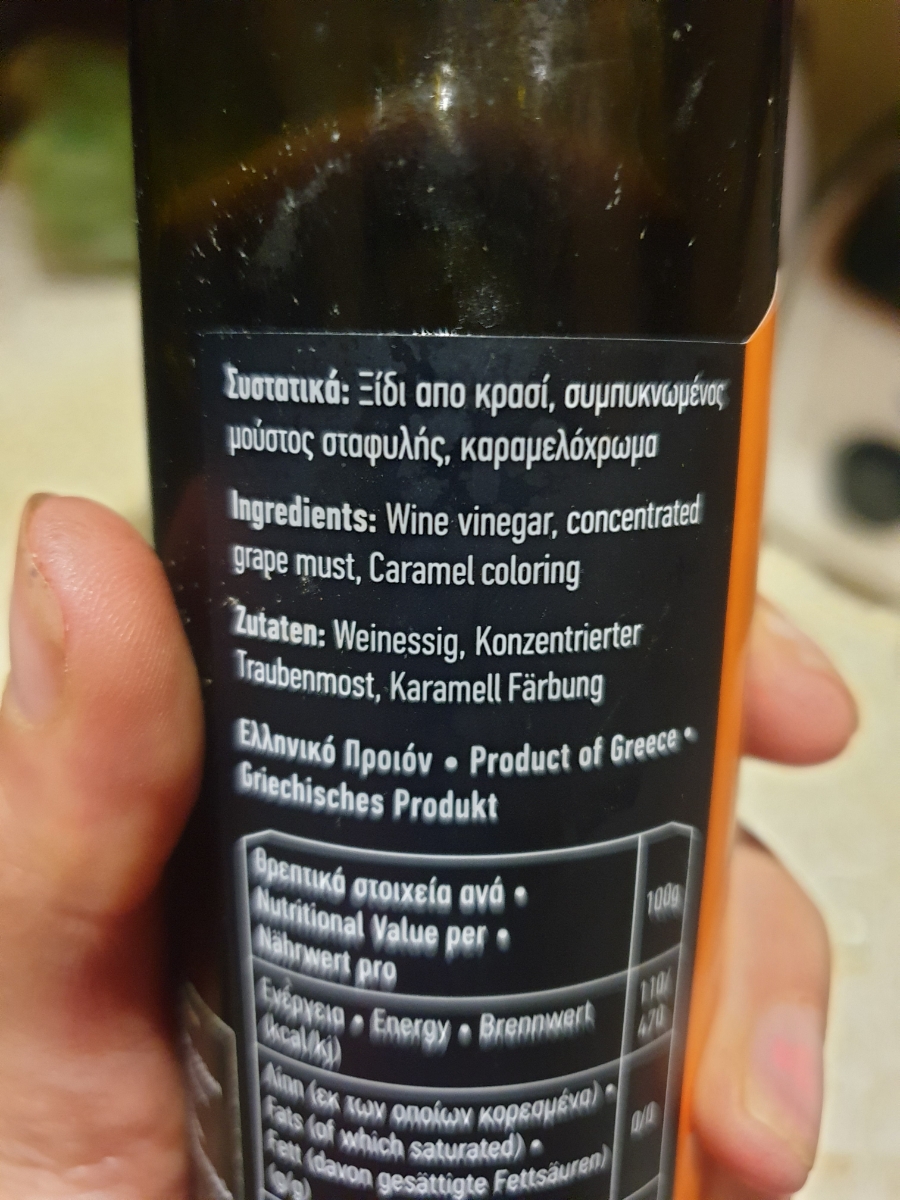 Συστατικά: Ξίδι απο κρασί, συμπυκνωμένος
μούστος σταφυλής, καραμελόχρωμα
Ingredients: Wine vinegar, concentrated
grape must, Caramel coloring
Zutaten: Weinessig, Konzentrierter
Traubenmost, Karamell Färbung
Ελληνικό Προιόν • Product of Greece •
Griechisches Produkt
Θρεπτικά στοιχεία ανά •
Nutritional Value per •
Nährwert pro
100g
Ενέργεια • Energy • Brennwert
(kcal/kj)
110/
470
Λίπη (εκ των οποίων κορεσμένα) •
Fats (of which saturated) •
Fett (davon gesättigte Fettsäuren)
(g/g)
0/0